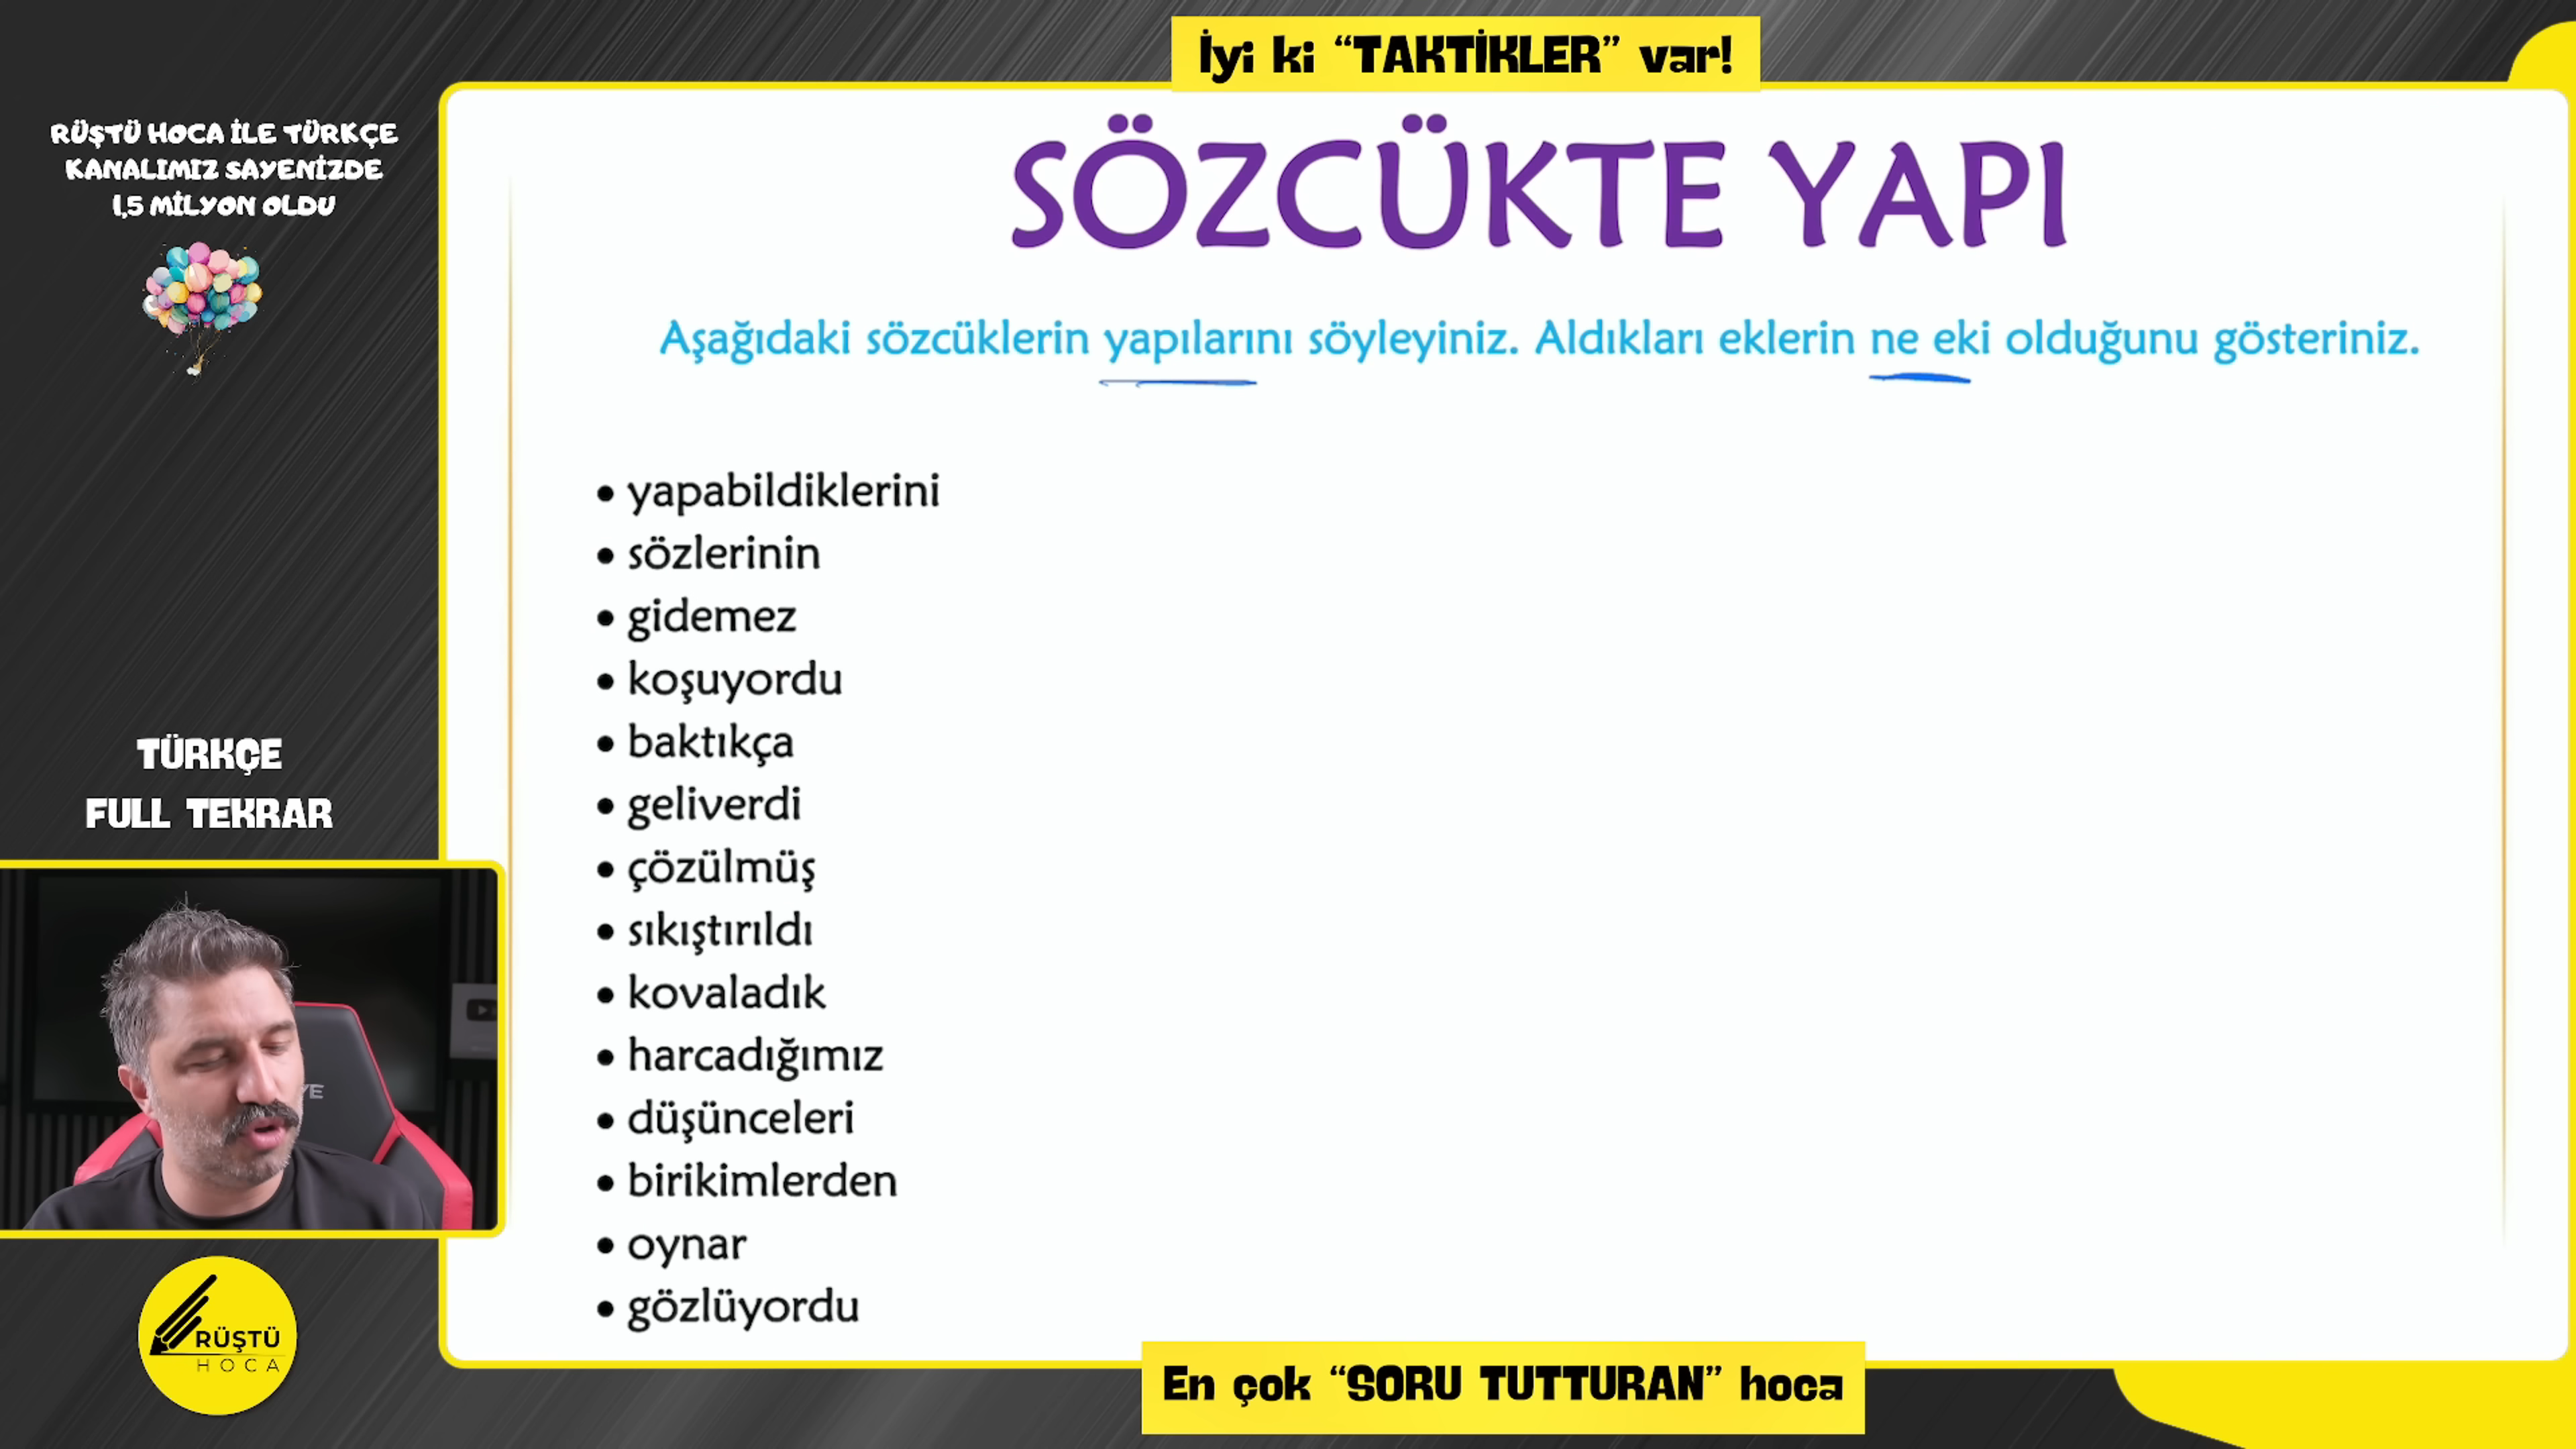 İyi ki “TAKTİKLER” var!
RÜŞTÜ HOCA İLE TÜRKÇE
KANALIMIZ SAYENİZDE
1,5 MİLYON OLDU
SÖZCÜKTE YAPI
Aşağıdaki sözcüklerin yapılarını söyleyiniz. Aldıkları eklerin ne eki olduğunu gösteriniz.
• yapabildiklerini
• sözlerinin
• gidemez
• koşuyordu
• baktıkça
• geliverdi
• çözülmüş
• sıkıştırıldı
• kovaladık
• harcadığımız
• düşünceleri
• birikimlerden
• oynar
• gözlüyordu
TÜRKÇE
FULL TEKRAR
YE
RÜŞTÜ
HOCA
En çok “SORU TUTTURAN” hoca